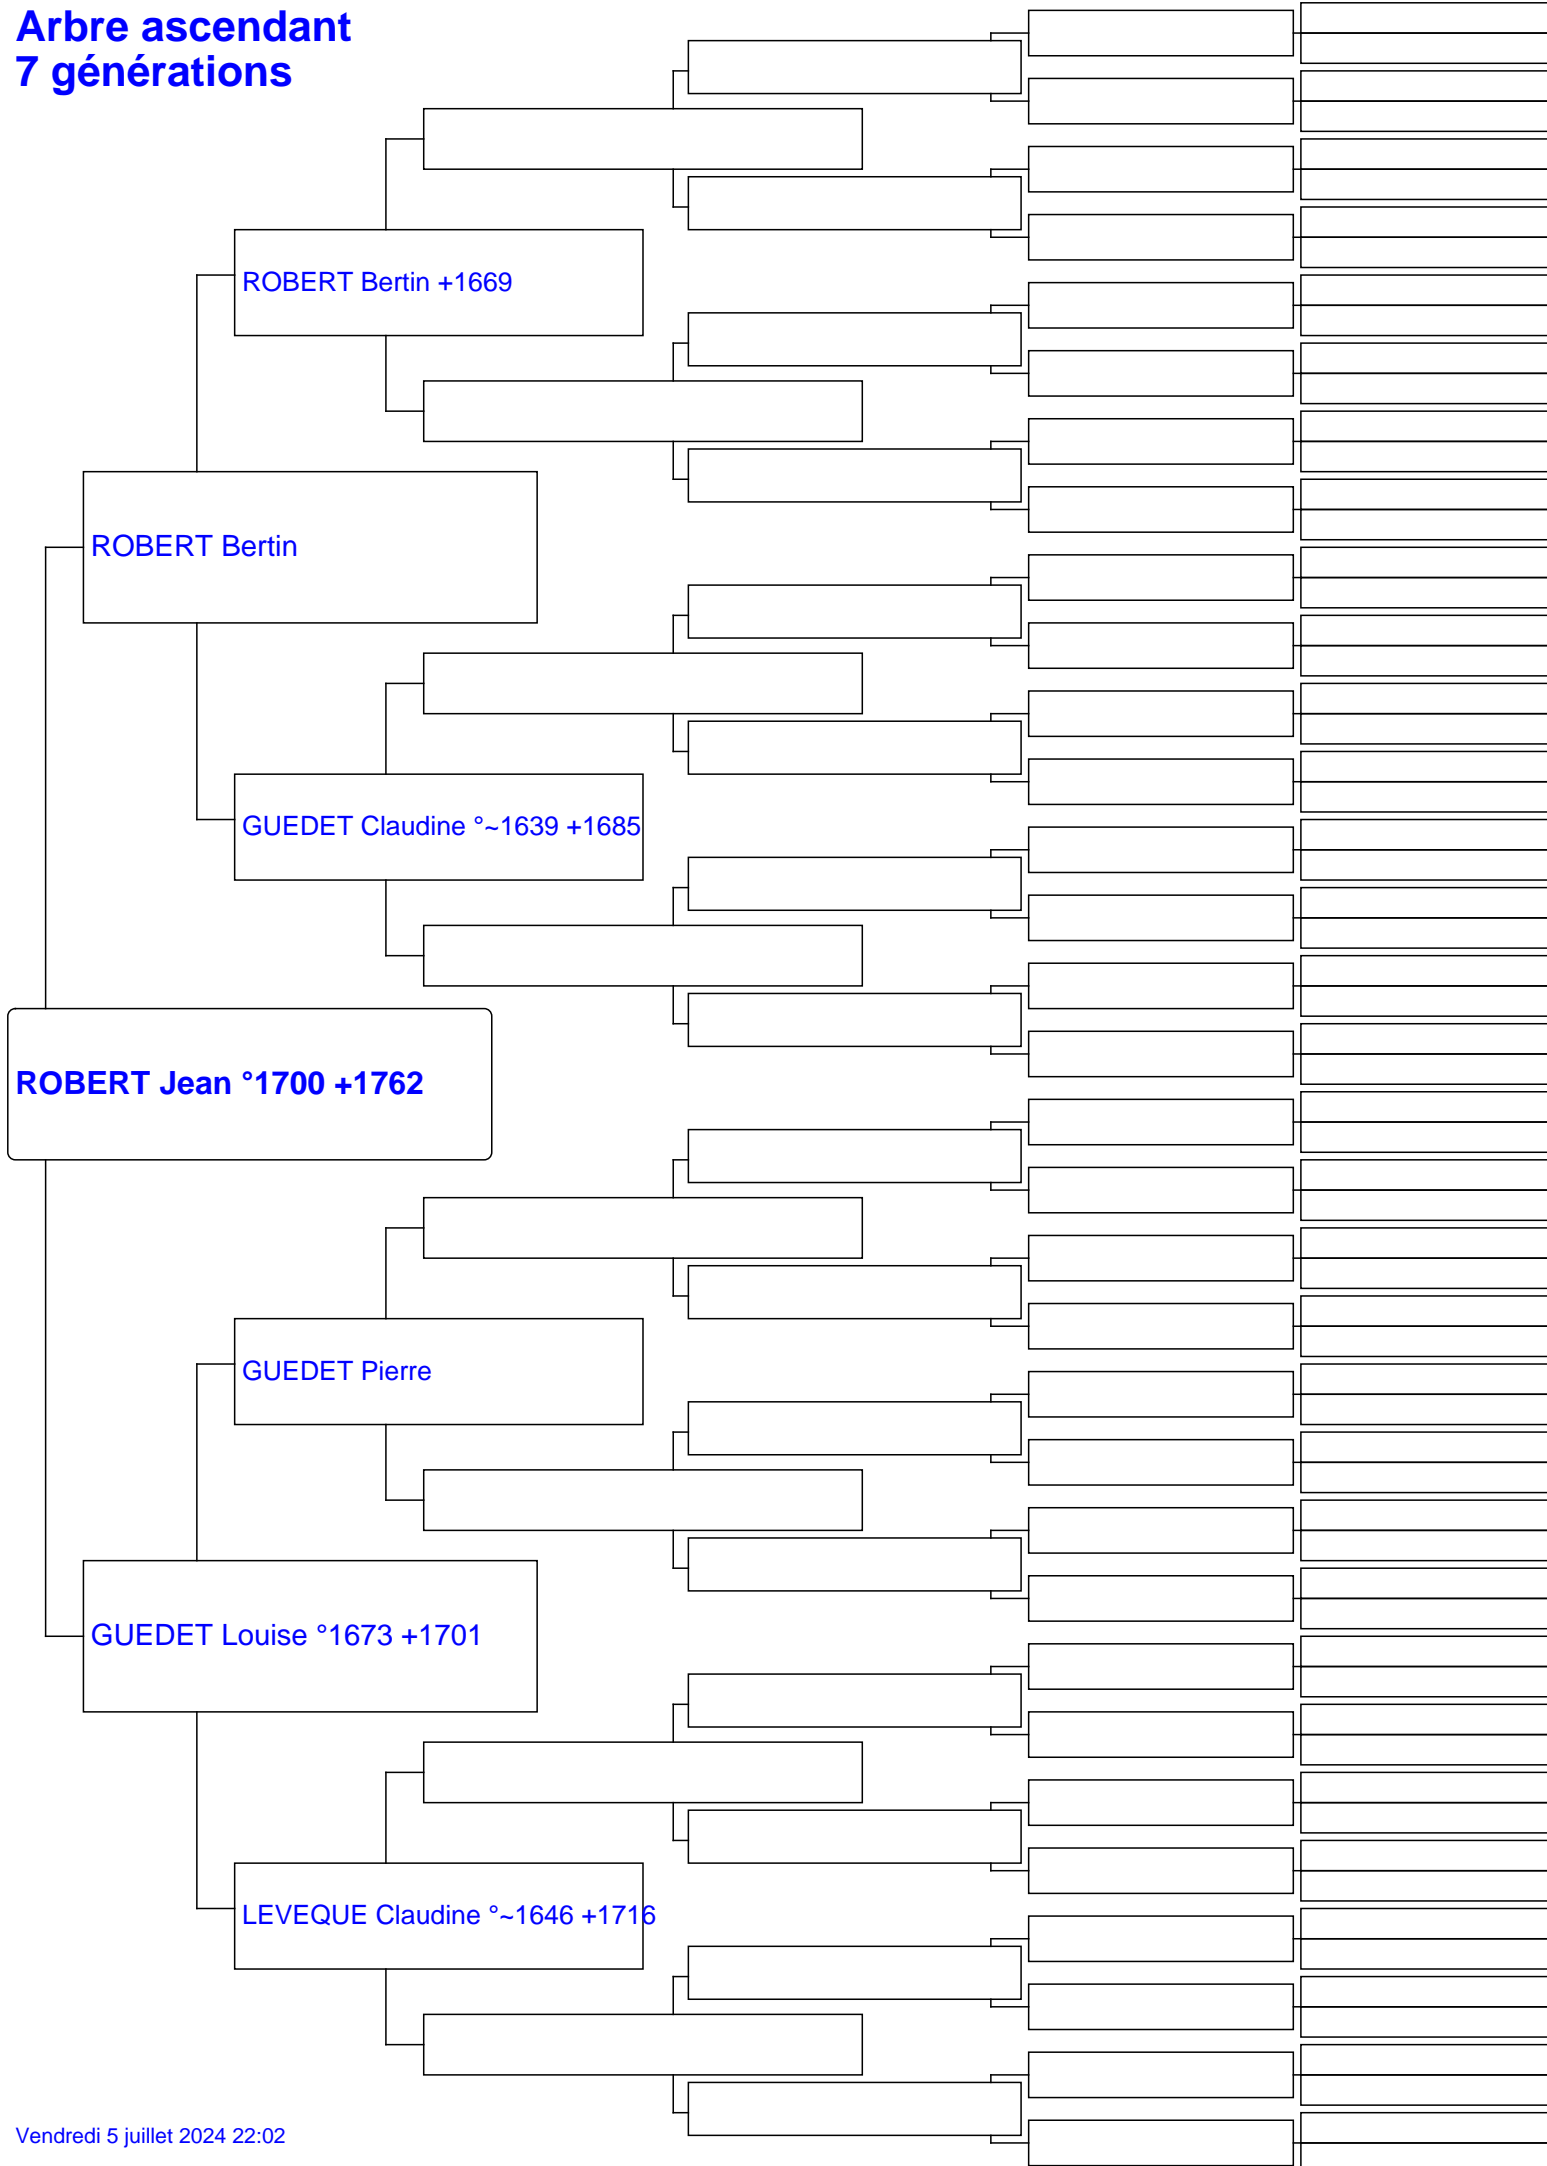 Arbre ascendant
7 générations
ROBERT Bertin +1669
ROBERT Bertin
GUEDET Claudine °~1639 +1685
ROBERT Jean °1700 +1762
GUEDET Pierre
GUEDET Louise °1673 +1701
LEVEQUE Claudine °~1646 +1716
Vendredi 5 juillet 2024 22:02